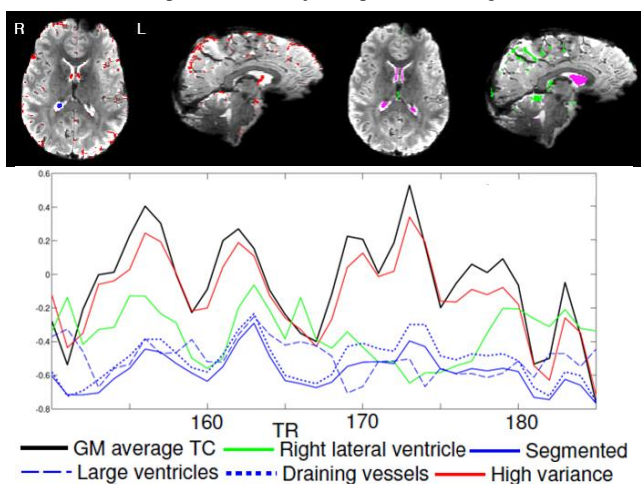 R L
0.6
0.4
0.2
0
-0.2
-0.4
-0.6
-0.8
160 170 180
TR
GM average TC Right lateral ventricle Segmented
Large ventricles Draining vessels High variance